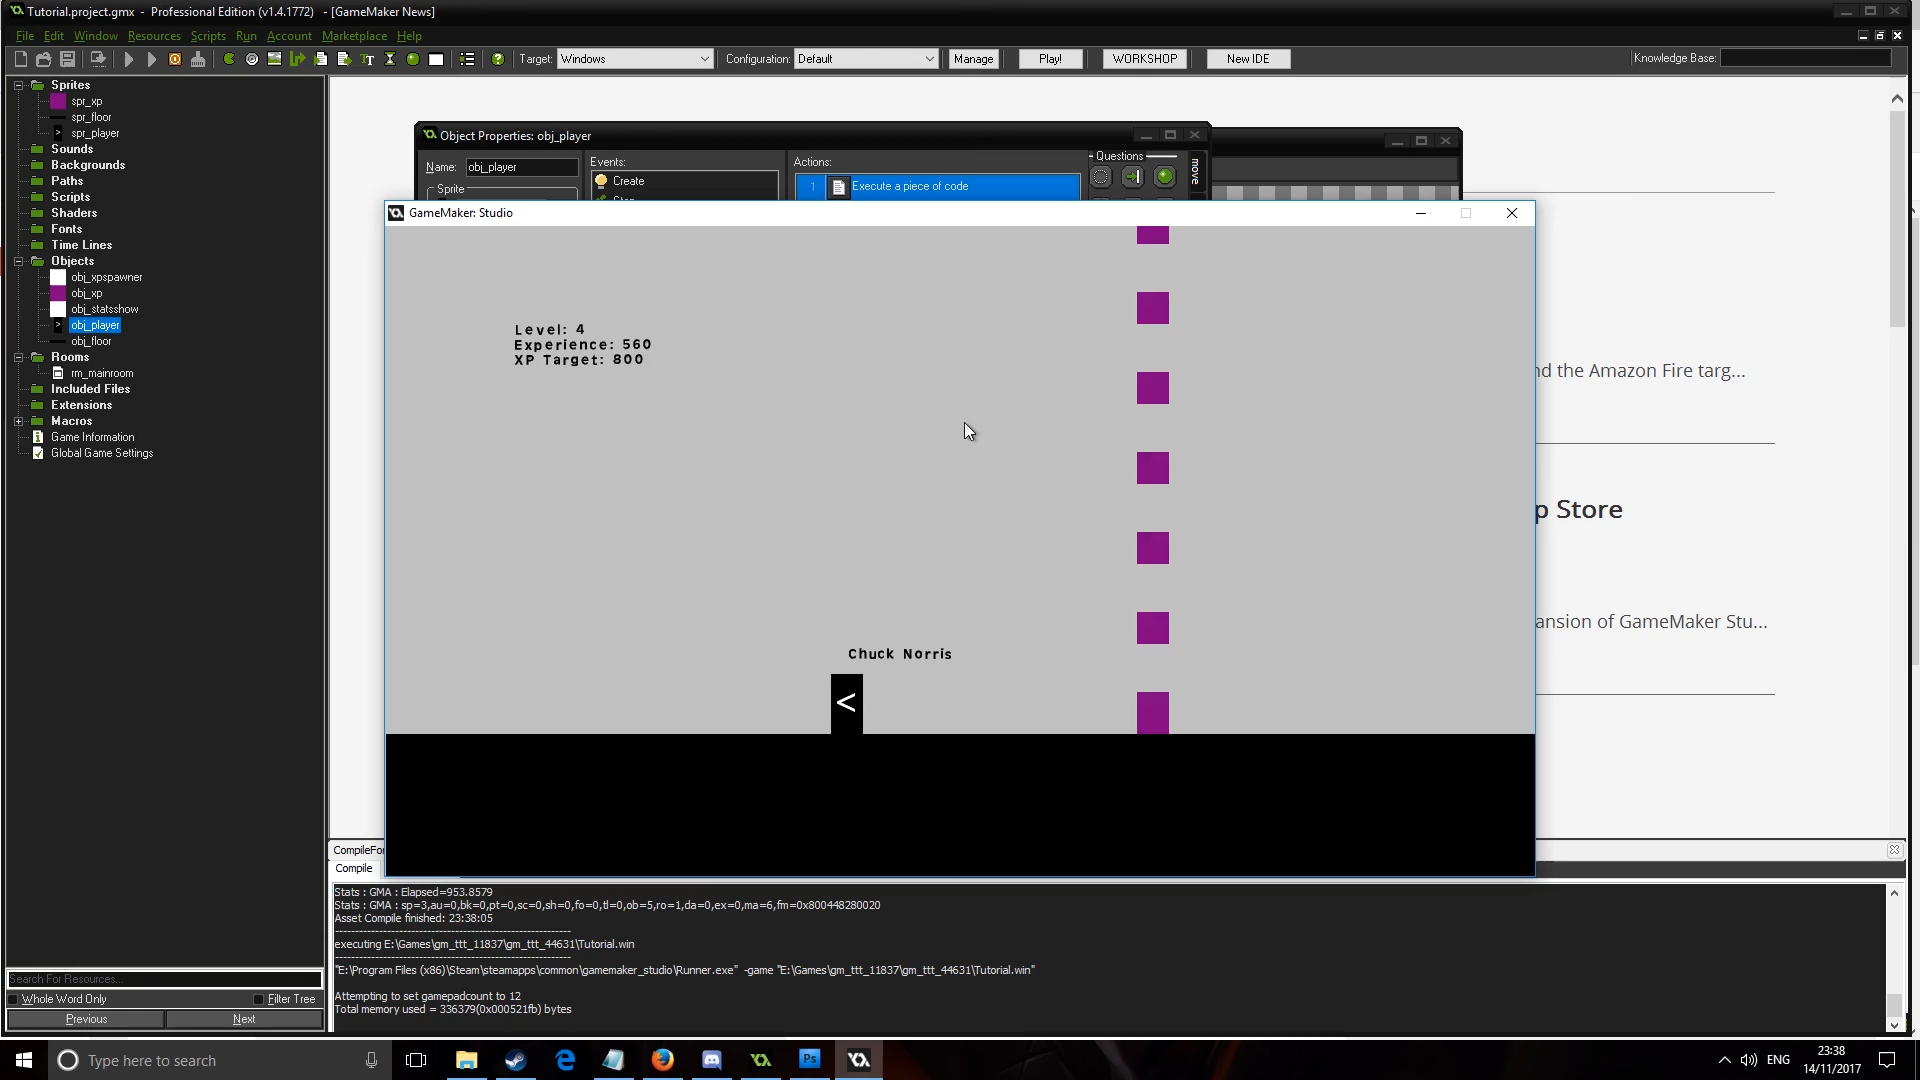 Tutorial.project.gmx - Professional Edition (v1.4.1772) - [GameMaker News]
File Edit Window Resources Scripts Run Account Marketplace Help
Target: Windows Configuration: Default Manage Play! WORKSHOP New IDE Knowledge Base:
Sprites
spr_xp
spr_floor
spr_player
Sounds
Backgrounds
Paths
Scripts
Shaders
Fonts
Time Lines
Objects
obj_xpspawner
obj_xp
obj_statsshow
obj_player
obj_floor
Rooms
rm_mainroom
Included Files
Extensions
Macros
Game Information
Global Game Settings
Search For Resources...
Whole Word Only Filter Tree
Previous Next
Object Properties: obj_player
Name: obj_player
Sprite
Events:
Create
Actions:
1 Execute a piece of code
Questions
move
GameMaker: Studio
Level: 4
Experience: 560
XP Target: 800
Chuck Norris
<
nd the Amazon Fire targ...
p Store
ansion of GameMaker Stu...
CompileFor
Compile
Stats : GMA : Elapsed=953.8579
Stats : GMA : sp=3,au=0,bk=0,pt=0,sc=0,sh=0,fo=0,tl=0,ob=5,ro=1,da=0,ex=0,ma=6,fm=0x800448280020
Asset Compile finished: 23:38:05
executing E:\Games\gm_ttt_11837\gm_ttt_44631\Tutorial.win
"E:\Program Files (x86)\Steam\steamapps\common\gamemaker_studio\Runner.exe" -game "E:\Games\gm_ttt_11837\gm_ttt_44631\Tutorial.win"
Attempting to set gamepadcount to 12
Total memory used = 336379(0x000521fb) bytes
Type here to search
Ps
ENG
23:38
14/11/2017